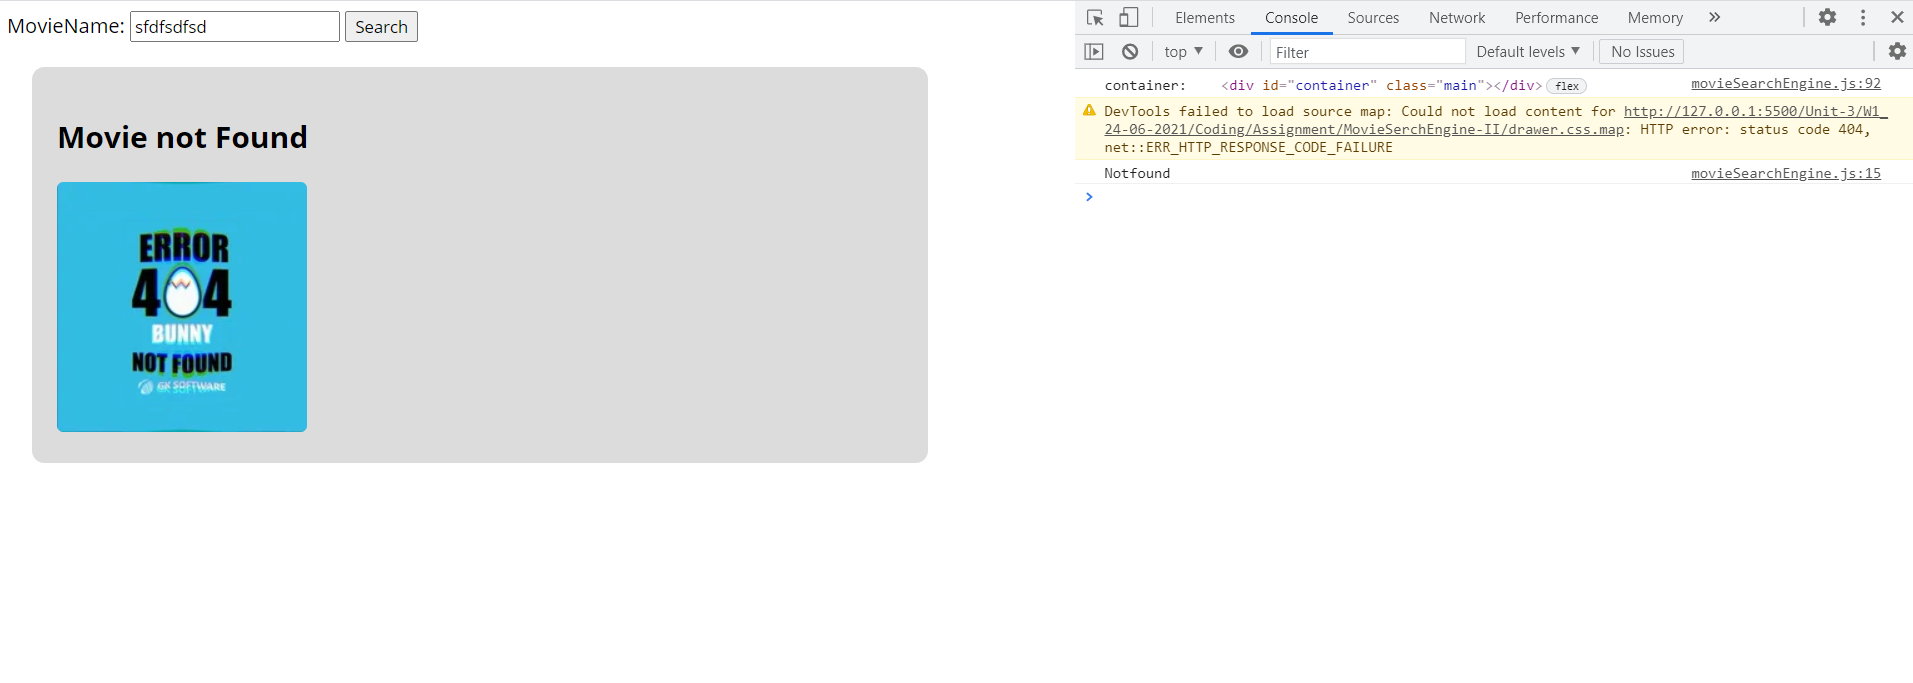 MovieName: sfdfsdfsd Search
Movie not Found
ERROR
404
BUNNY
NOT FOUND
GK SOFTWARE
Elements Console Sources Network Performance Memory »
top ▼ Filter Default levels ▼ No Issues
container: <div id="container" class="main"></div> flex movieSearchEngine.js:92
DevTools failed to load source map: Could not load content for http://127.0.0.1:5500/Unit-3/W1_
24-06-2021/Coding/Assignment/MovieSerchEngine-II/drawer.css.map: HTTP error: status code 404,
net::ERR_HTTP_RESPONSE_CODE_FAILURE
Notfound movieSearchEngine.js:15